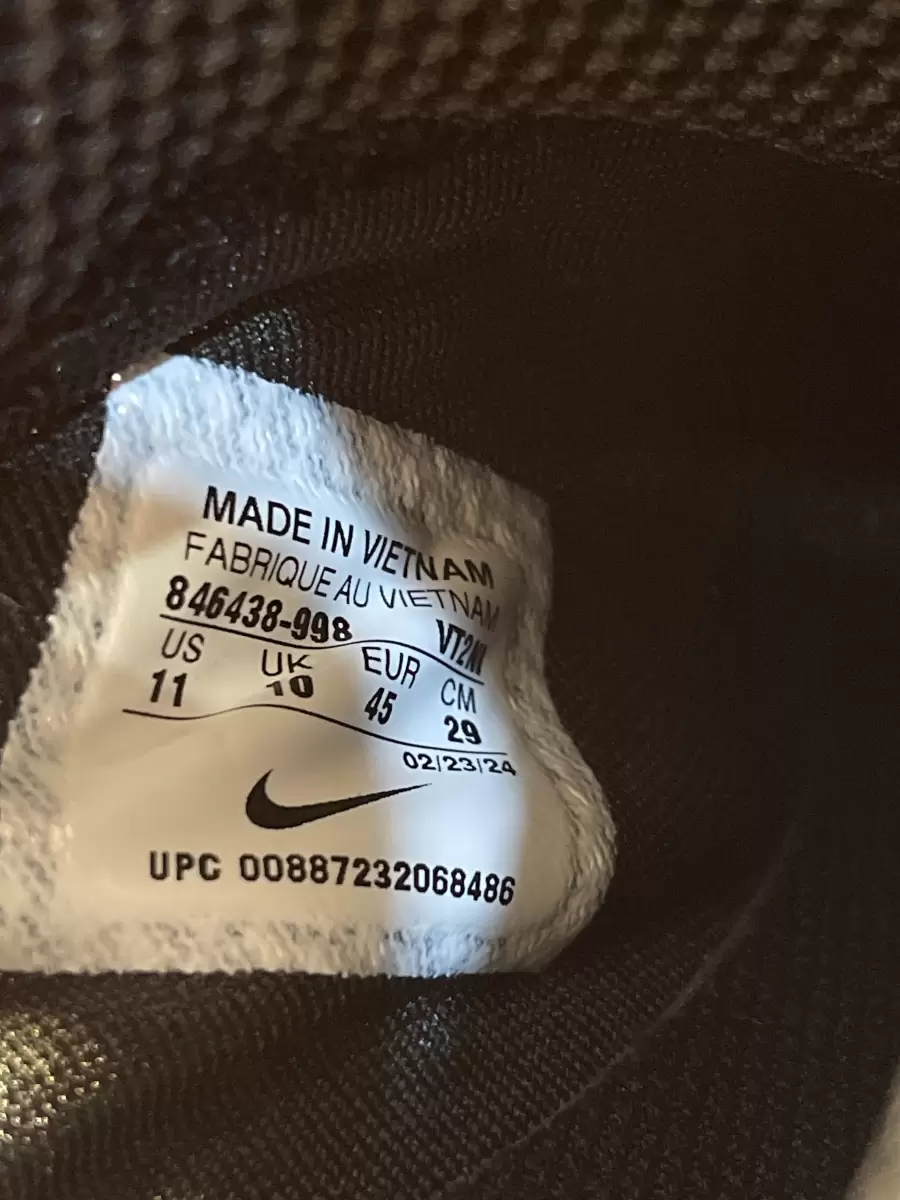 MADE IN VIETNAM
FABRIQUE AU VIETNAM
846438-998 VT2N
US UK EUR CM
11 10 45 29
02/23/24
UPC 00887232068486